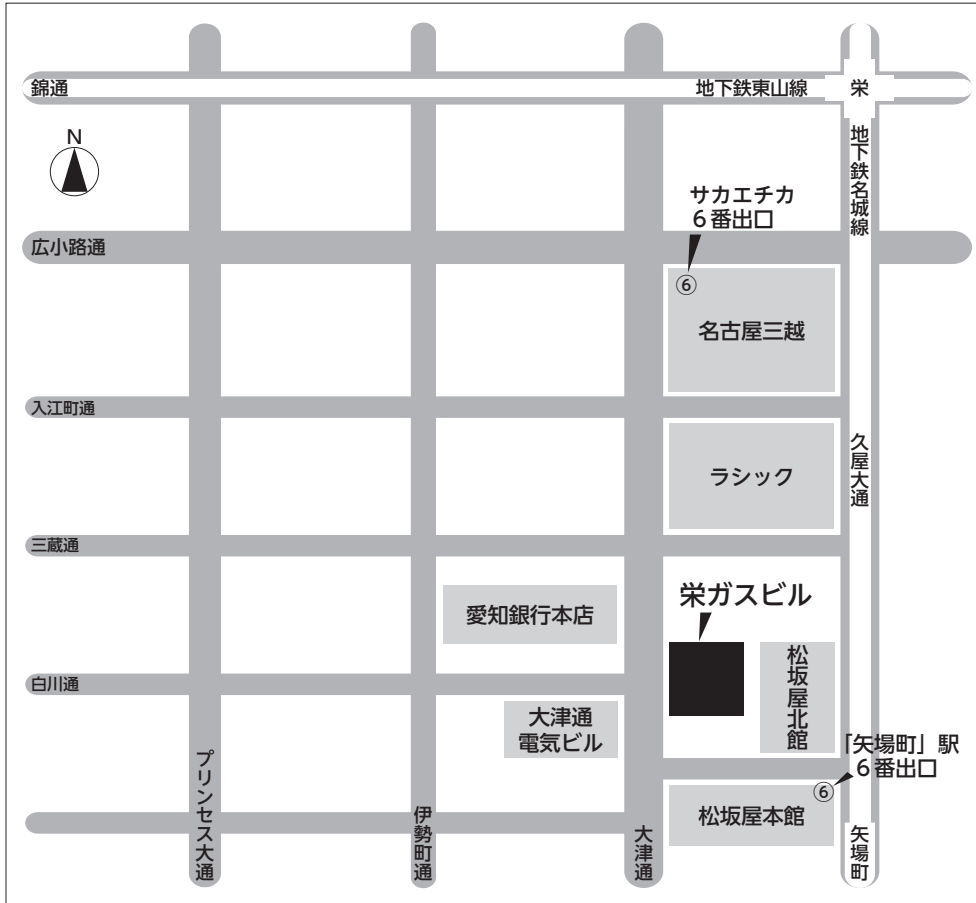 錦通
地下鉄東山線
栄
N
地下鉄名城線
サカエチカ
６番出口
広小路通
⑥
名古屋三越
入江町通
久屋大通
ラシック
三蔵通
栄ガスビル
愛知銀行本店
松坂屋北館
白川通
大津通
電気ビル
「矢場町」駅
６番出口
プリンセス大通
⑥
伊勢町通
大津通
松坂屋本館
矢場町